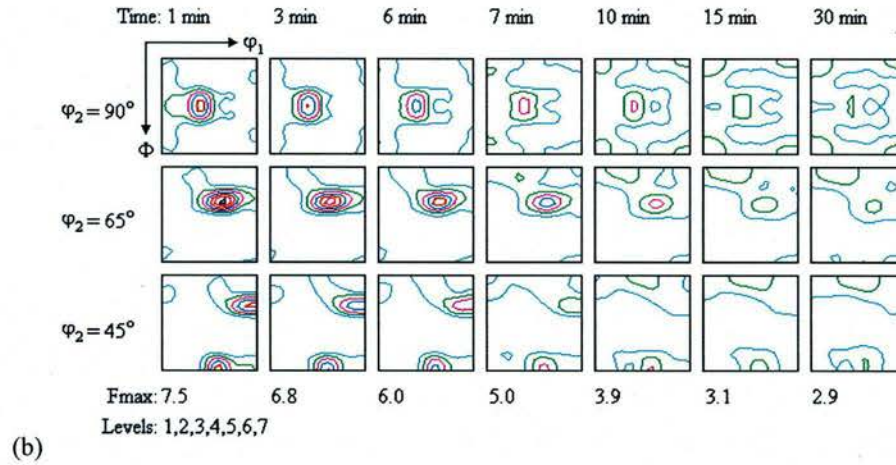 Time: 1 min 3 min 6 min 7 min 10 min 15 min 30 min
φ₁
φ₂ = 90°
Φ
φ₂ = 65°
φ₂ = 45°
Fmax: 7.5 6.8 6.0 5.0 3.9 3.1 2.9
Levels: 1,2,3,4,5,6,7
(b)